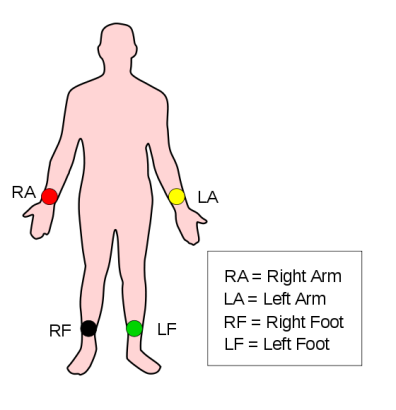 RA
LA
RF
LF
RA = Right Arm
LA = Left Arm
RF = Right Foot
LF = Left Foot